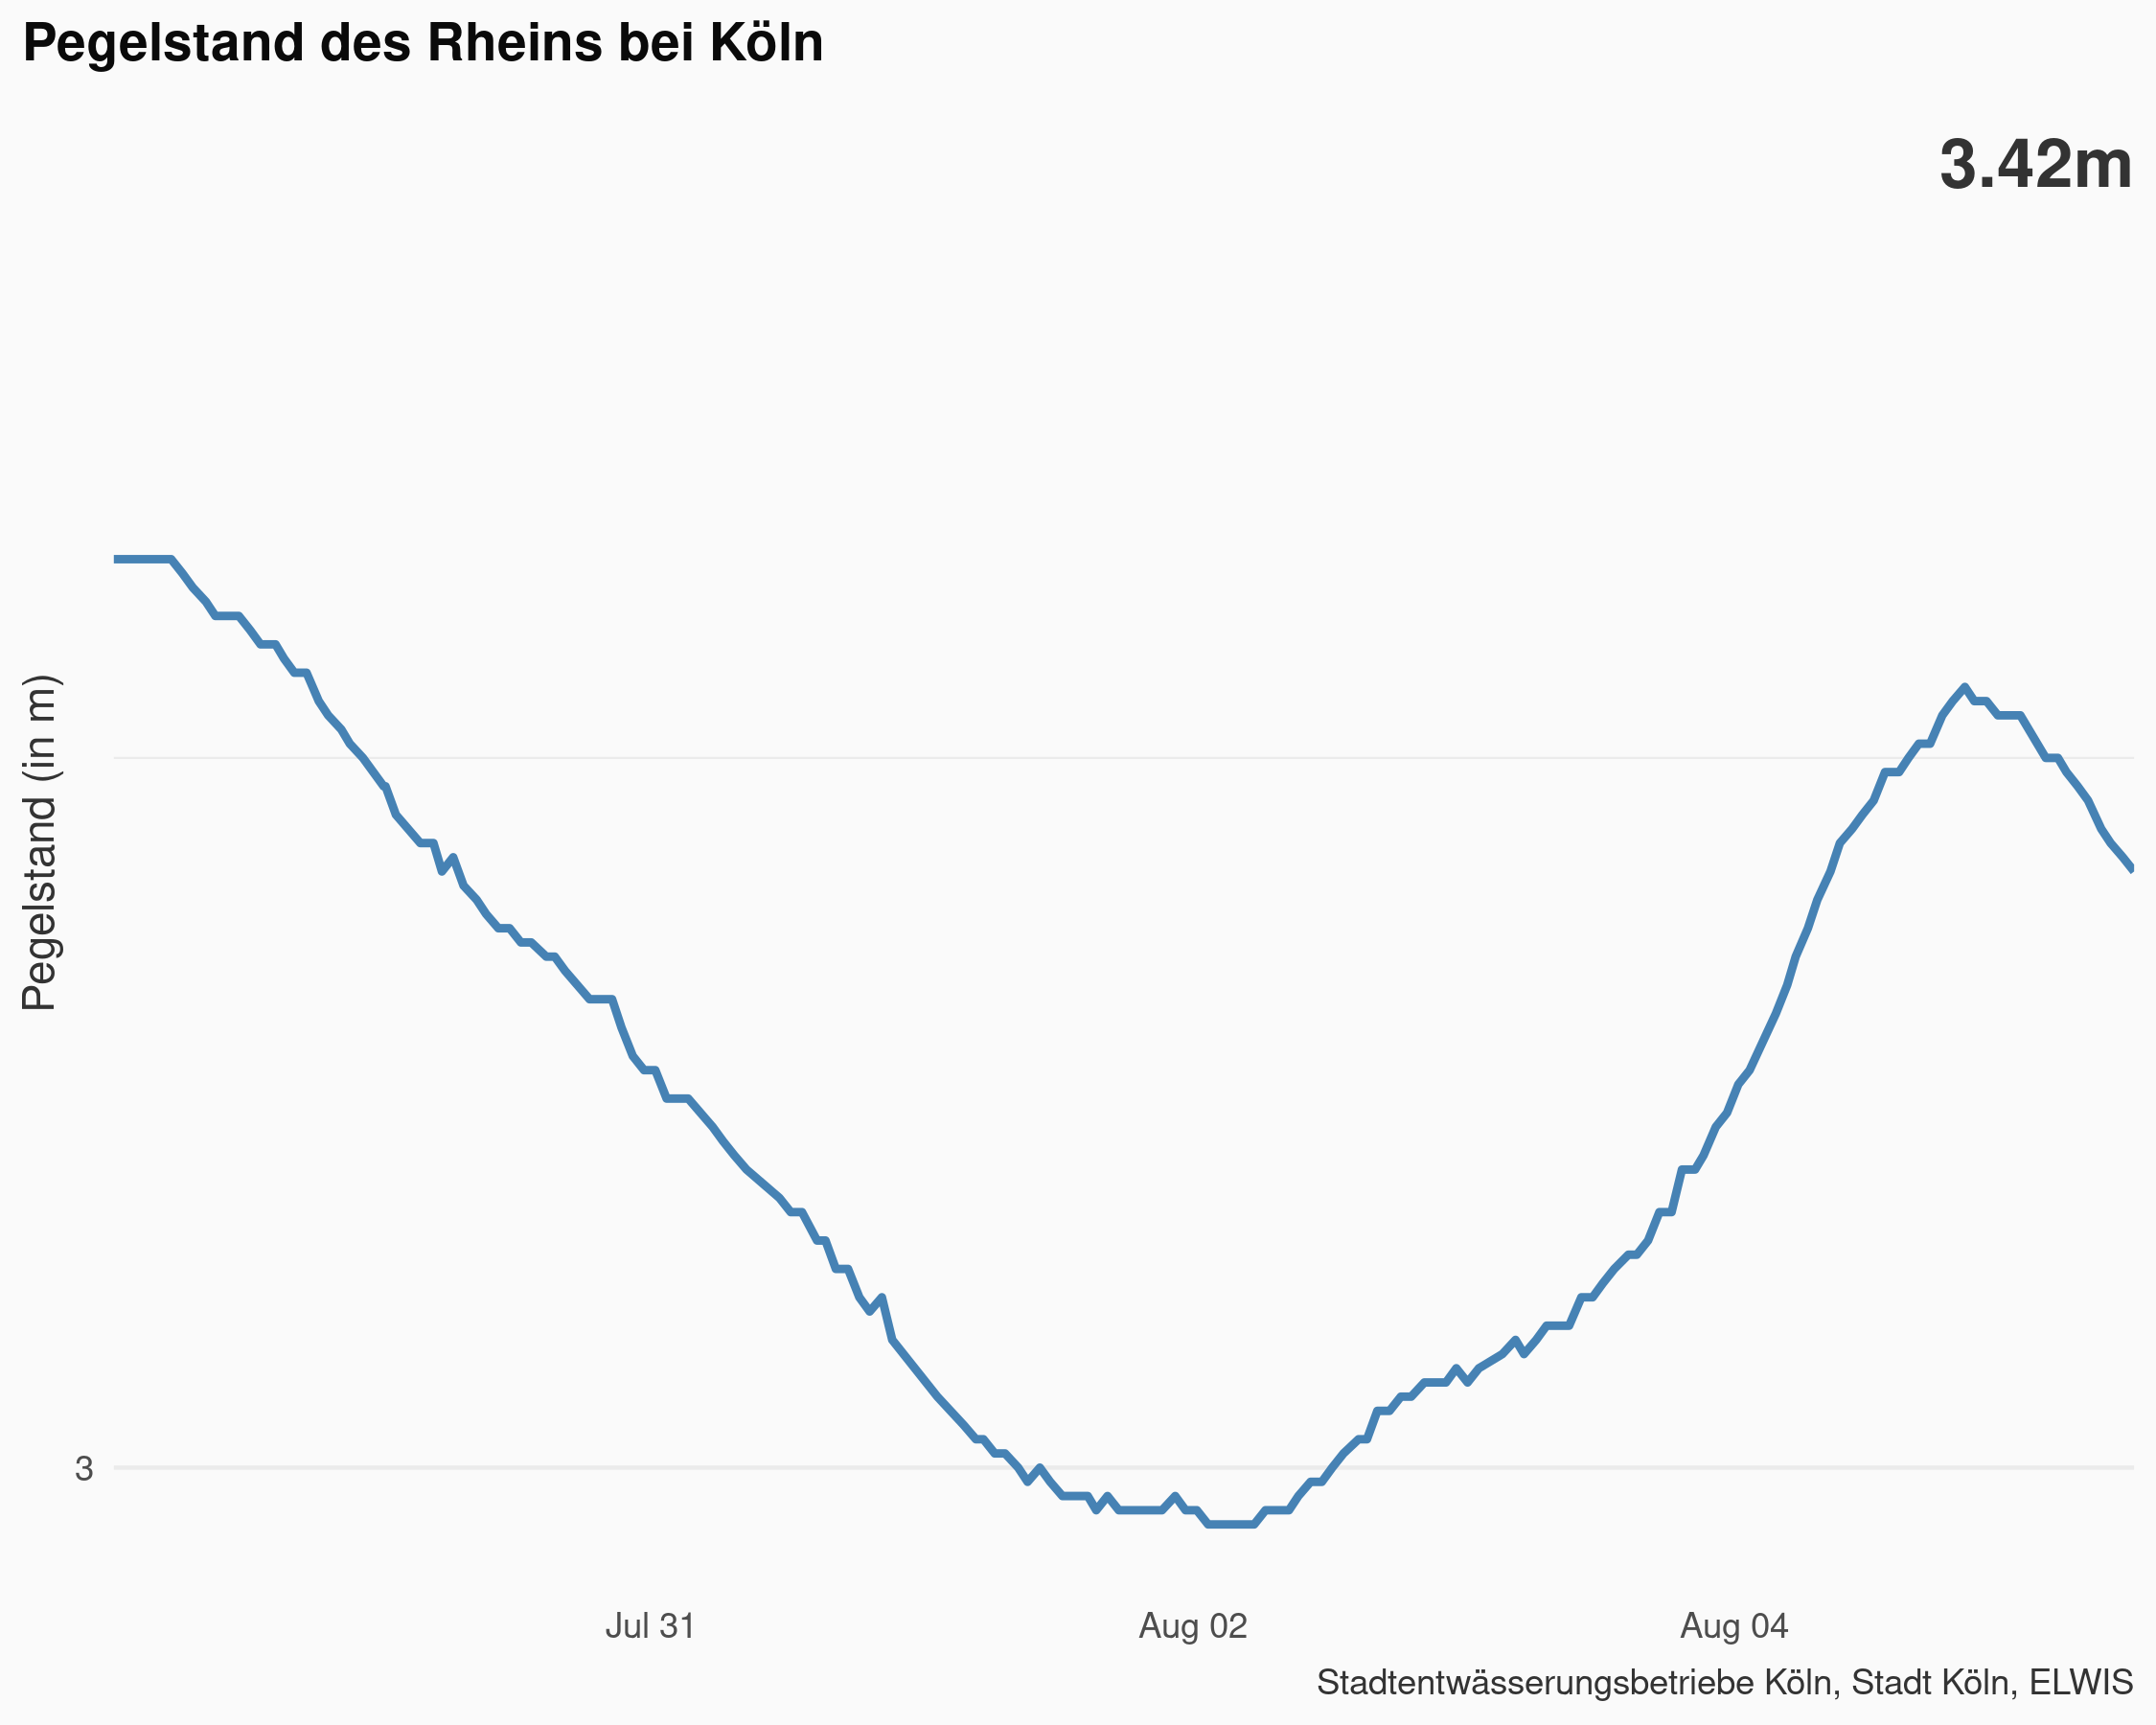 Pegelstand des Rheins bei Köln
3.42m
Pegelstand (in m)
3
Jul 31
Aug 02
Aug 04
Stadtentwässerungsbetriebe Köln, Stadt Köln, ELWIS